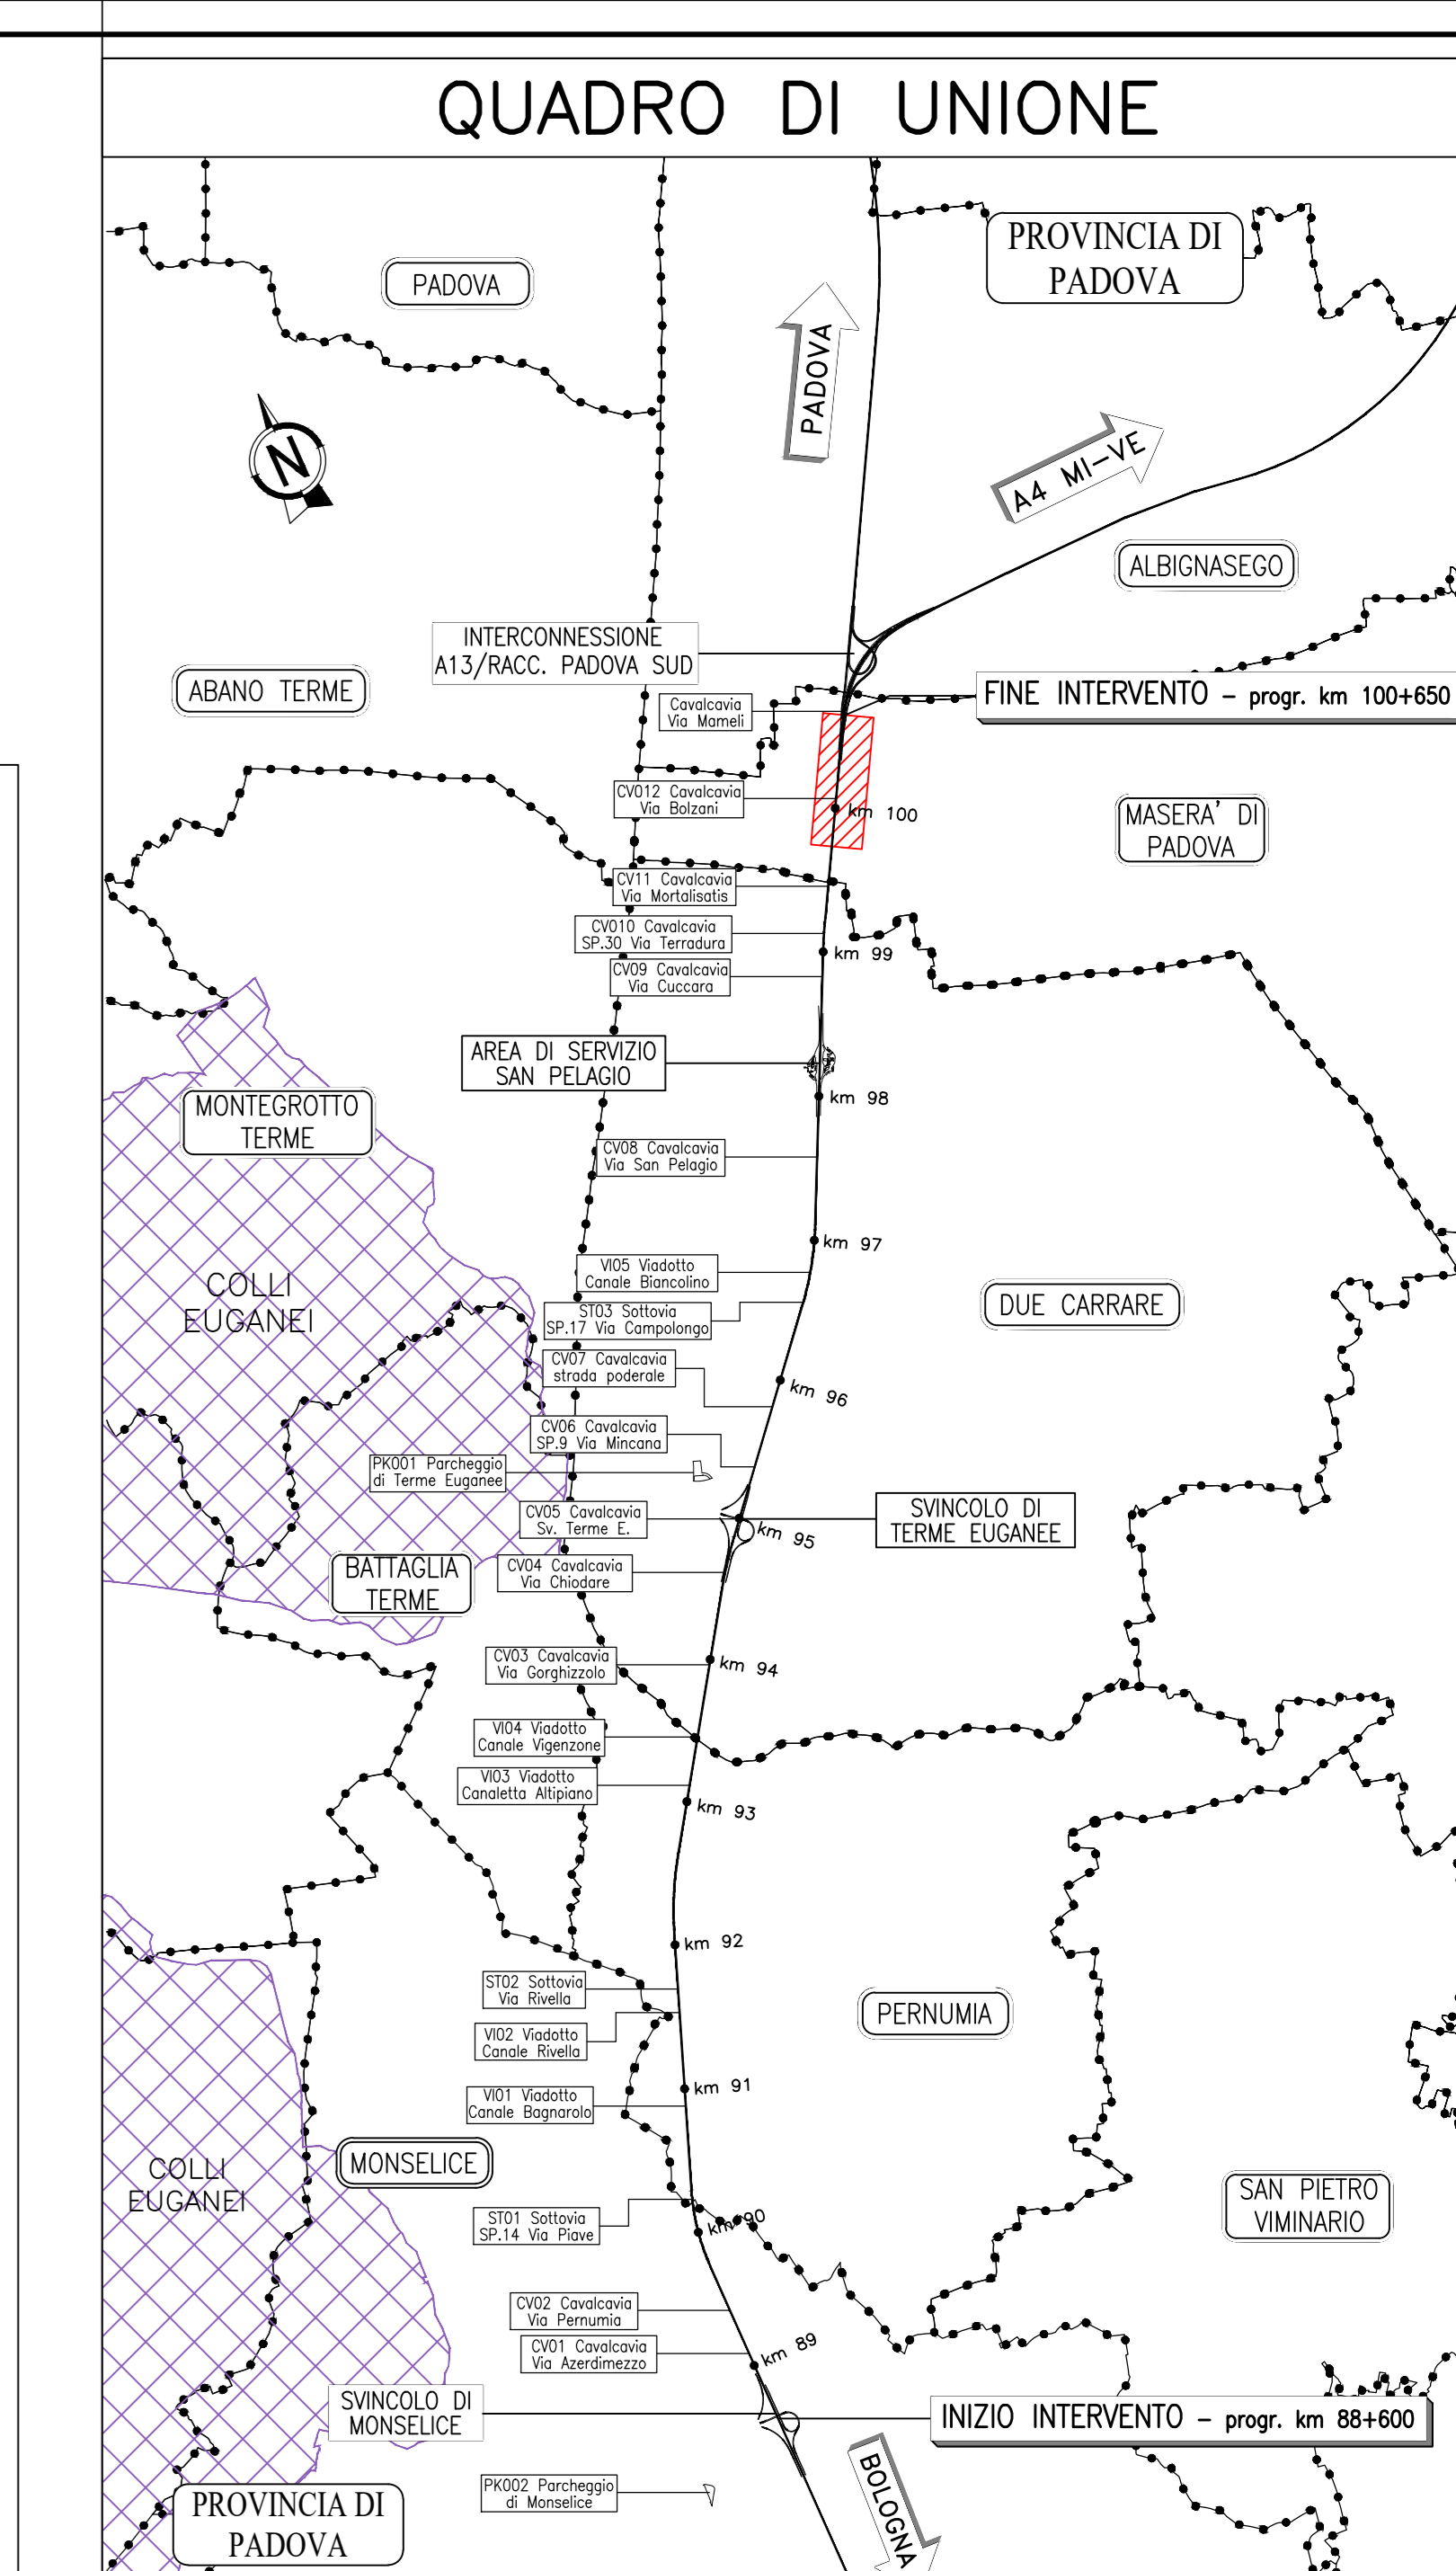 QUADRO DI UNIONE
PROVINCIA DI
PADOVA
PADOVA
PADOVA
N
A4 MI-VE
ALBIGNASEGO
INTERCONNESSIONE
A13/RACC. PADOVA SUD
ABANO TERME
FINE INTERVENTO - progr. km 100+650
Cavalcavia
Via Mameli
CV012 Cavalcavia
Via Bolzani
km 100
MASERA' DI
PADOVA
CV11 Cavalcavia
Via Mortalisatis
CV010 Cavalcavia
SP.30 Via Terradura
km 99
CV09 Cavalcavia
Via Cuccara
AREA DI SERVIZIO
SAN PELAGIO
km 98
MONTEGROTTO
TERME
CV08 Cavalcavia
Via San Pelagio
km 97
VI05 Viadotto
Canale Biancolino
COLLI
EUGANEI
DUE CARRARE
ST03 Sottovia
SP.17 Via Campolongo
CV07 Cavalcavia
strada poderale
km 96
CV06 Cavalcavia
SP.9 Via Mincana
PK001 Parcheggio
di Terme Euganee
CV05 Cavalcavia
Sv. Terme E.
km 95
SVINCOLO DI
TERME EUGANEE
BATTAGLIA
TERME
CV04 Cavalcavia
Via Chiodare
CV03 Cavalcavia
Via Gorghizzolo
km 94
VI04 Viadotto
Canale Vigenzone
VI03 Viadotto
Canaletta Altipiano
km 93
km 92
ST02 Sottovia
Via Rivella
PERNUMIA
VI02 Viadotto
Canale Rivella
km 91
VI01 Viadotto
Canale Bagnarolo
MONSELICE
COLLI
EUGANEI
SAN PIETRO
VIMINARIO
ST01 Sottovia
SP.14 Via Piave
km 90
CV02 Cavalcavia
Via Pernumia
CV01 Cavalcavia
Via Azerdimezzo
km 89
SVINCOLO DI
MONSELICE
INIZIO INTERVENTO - progr. km 88+600
PK002 Parcheggio
di Monselice
BOLOGNA
PROVINCIA DI
PADOVA